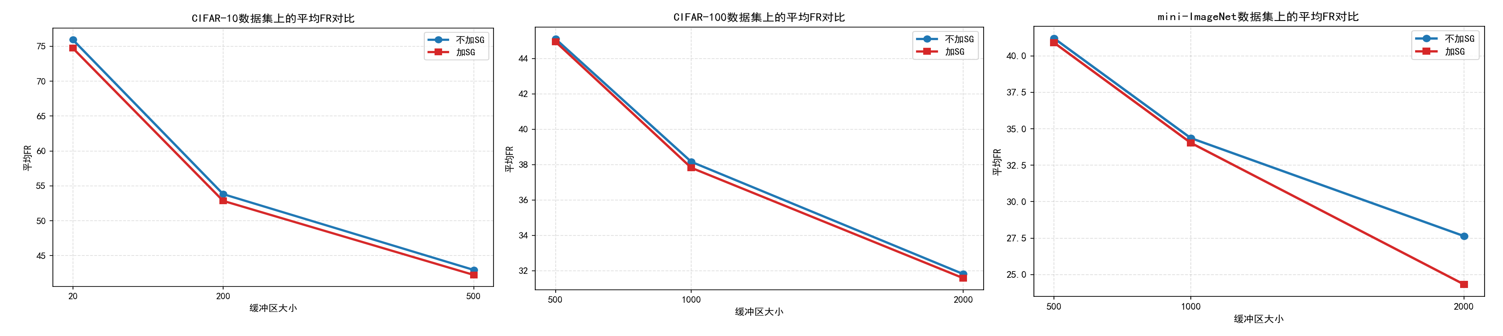 CIFAR-10数据集上的平均FR对比
不加SG
加SG
75
70
65
60
55
50
45
平均FR
20
200
500
缓冲区大小
CIFAR-100数据集上的平均FR对比
不加SG
加SG
44
42
40
38
36
34
32
平均FR
500
1000
2000
缓冲区大小
mini-ImageNet数据集上的平均FR对比
不加SG
加SG
40.0
37.5
35.0
32.5
30.0
27.5
25.0
平均FR
500
1000
2000
缓冲区大小